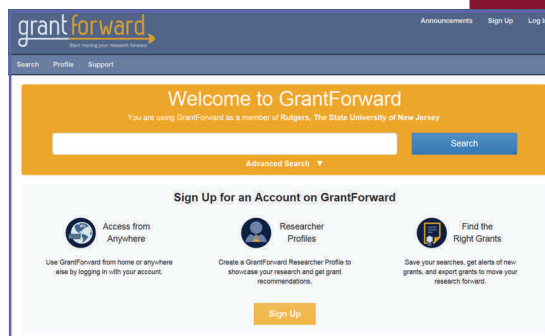 grantforward
Start moving your research forward
Announcements Sign Up Log In
Search Profile Support
Welcome to GrantForward
You are using GrantForward as a member of Rutgers, The State University of New Jersey.
Search
Advanced Search ▼
Sign Up for an Account on GrantForward
Access from
Anywhere
Use GrantForward from home or anywhere
else by logging in with your account.
Researcher
Profiles
Create a GrantForward Researcher Profile to
showcase your research and get grant
recommendations.
Find the
Right Grants
Save your searches, get alerts of new
grants, and export grants to move your
research forward.
Sign Up